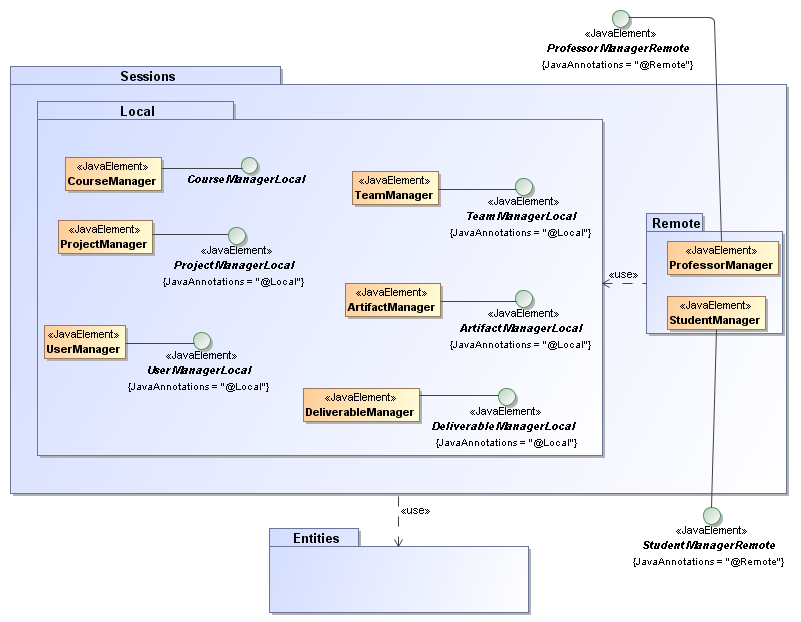 «JavaElement»
ProfessorManagerRemote
{JavaAnnotations = "@Remote"}
Sessions
Local
«JavaElement»
CourseManager
CourseManagerLocal
«JavaElement»
TeamManager
«JavaElement»
TeamManagerLocal
{JavaAnnotations = "@Local"}
«JavaElement»
ProjectManager
«JavaElement»
ProjectManagerLocal
{JavaAnnotations = "@Local"}
«JavaElement»
ArtifactManager
«JavaElement»
ArtifactManagerLocal
{JavaAnnotations = "@Local"}
«JavaElement»
UserManager
«JavaElement»
UserManagerLocal
{JavaAnnotations = "@Local"}
«JavaElement»
DeliverableManager
«JavaElement»
DeliverableManagerLocal
{JavaAnnotations = "@Local"}
«use»
Remote
«JavaElement»
ProfessorManager
«JavaElement»
StudentManager
«use»
Entities
«JavaElement»
StudentManagerRemote
{JavaAnnotations = "@Remote"}